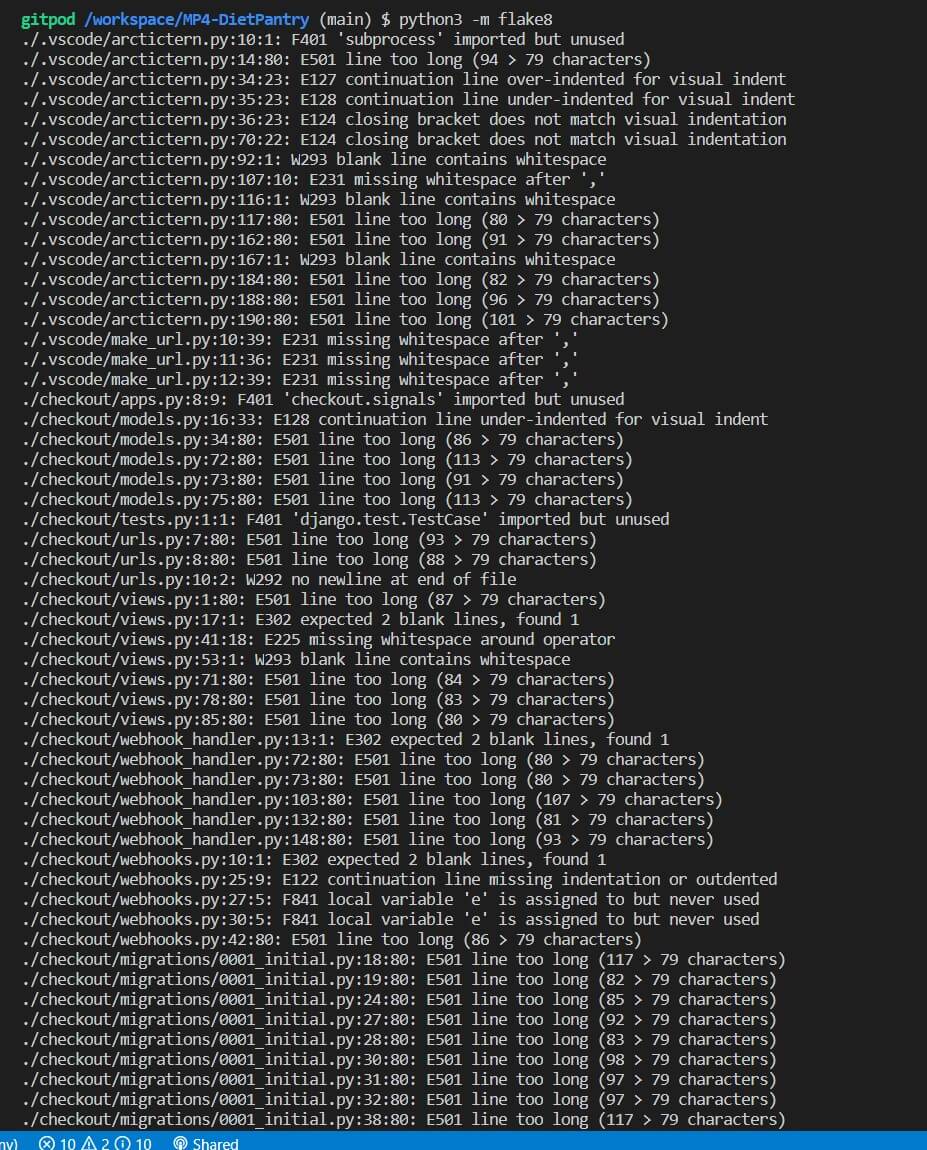 gitpod /workspace/MP4-DietPantry (main) $ python3 -m flake8
./.vscode/arctictern.py:10:1: F401 'subprocess' imported but unused
./.vscode/arctictern.py:14:80: E501 line too long (94 > 79 characters)
./.vscode/arctictern.py:34:23: E127 continuation line over-indented for visual indent
./.vscode/arctictern.py:35:23: E128 continuation line under-indented for visual indent
./.vscode/arctictern.py:36:23: E124 closing bracket does not match visual indentation
./.vscode/arctictern.py:70:22: E124 closing bracket does not match visual indentation
./.vscode/arctictern.py:92:1: W293 blank line contains whitespace
./.vscode/arctictern.py:107:10: E231 missing whitespace after ','
./.vscode/arctictern.py:116:1: W293 blank line contains whitespace
./.vscode/arctictern.py:117:80: E501 line too long (80 > 79 characters)
./.vscode/arctictern.py:162:80: E501 line too long (91 > 79 characters)
./.vscode/arctictern.py:167:1: W293 blank line contains whitespace
./.vscode/arctictern.py:184:80: E501 line too long (82 > 79 characters)
./.vscode/arctictern.py:188:80: E501 line too long (96 > 79 characters)
./.vscode/arctictern.py:190:80: E501 line too long (101 > 79 characters)
./.vscode/make_url.py:10:39: E231 missing whitespace after ','
./.vscode/make_url.py:11:36: E231 missing whitespace after ','
./.vscode/make_url.py:12:39: E231 missing whitespace after ','
./checkout/apps.py:8:9: F401 'checkout.signals' imported but unused
./checkout/models.py:16:33: E128 continuation line under-indented for visual indent
./checkout/models.py:34:80: E501 line too long (86 > 79 characters)
./checkout/models.py:72:80: E501 line too long (113 > 79 characters)
./checkout/models.py:73:80: E501 line too long (91 > 79 characters)
./checkout/models.py:75:80: E501 line too long (113 > 79 characters)
./checkout/tests.py:1:1: F401 'django.test.TestCase' imported but unused
./checkout/urls.py:7:80: E501 line too long (93 > 79 characters)
./checkout/urls.py:8:80: E501 line too long (88 > 79 characters)
./checkout/urls.py:10:2: W292 no newline at end of file
./checkout/views.py:1:80: E501 line too long (87 > 79 characters)
./checkout/views.py:17:1: E302 expected 2 blank lines, found 1
./checkout/views.py:41:18: E225 missing whitespace around operator
./checkout/views.py:53:1: W293 blank line contains whitespace
./checkout/views.py:71:80: E501 line too long (84 > 79 characters)
./checkout/views.py:78:80: E501 line too long (83 > 79 characters)
./checkout/views.py:85:80: E501 line too long (80 > 79 characters)
./checkout/webhook_handler.py:13:1: E302 expected 2 blank lines, found 1
./checkout/webhook_handler.py:72:80: E501 line too long (80 > 79 characters)
./checkout/webhook_handler.py:73:80: E501 line too long (80 > 79 characters)
./checkout/webhook_handler.py:103:80: E501 line too long (107 > 79 characters)
./checkout/webhook_handler.py:132:80: E501 line too long (81 > 79 characters)
./checkout/webhook_handler.py:148:80: E501 line too long (93 > 79 characters)
./checkout/webhooks.py:10:1: E302 expected 2 blank lines, found 1
./checkout/webhooks.py:25:9: E122 continuation line missing indentation or outdented
./checkout/webhooks.py:27:5: F841 local variable 'e' is assigned to but never used
./checkout/webhooks.py:30:5: F841 local variable 'e' is assigned to but never used
./checkout/webhooks.py:42:80: E501 line too long (86 > 79 characters)
./checkout/migrations/0001_initial.py:18:80: E501 line too long (117 > 79 characters)
./checkout/migrations/0001_initial.py:19:80: E501 line too long (82 > 79 characters)
./checkout/migrations/0001_initial.py:24:80: E501 line too long (85 > 79 characters)
./checkout/migrations/0001_initial.py:27:80: E501 line too long (92 > 79 characters)
./checkout/migrations/0001_initial.py:28:80: E501 line too long (83 > 79 characters)
./checkout/migrations/0001_initial.py:30:80: E501 line too long (98 > 79 characters)
./checkout/migrations/0001_initial.py:31:80: E501 line too long (97 > 79 characters)
./checkout/migrations/0001_initial.py:32:80: E501 line too long (97 > 79 characters)
./checkout/migrations/0001_initial.py:38:80: E501 line too long (117 > 79 characters)
nv) 10 2 10 Shared